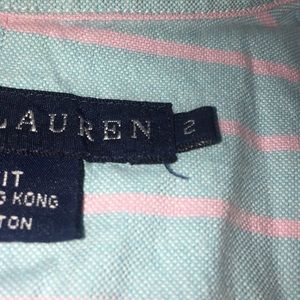 LAUREN 2
IT
G KONG
TON